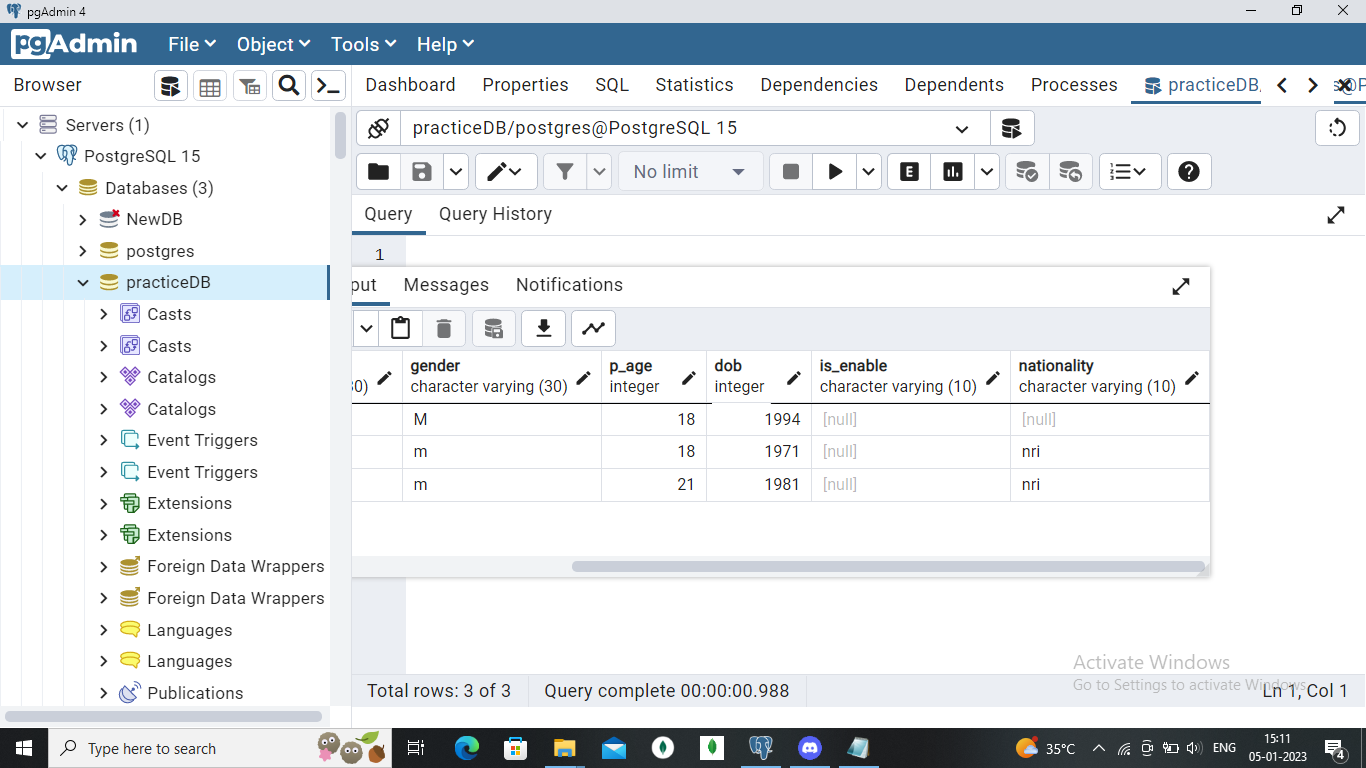 pgAdmin 4
pgAdmin File Object Tools Help
Browser
Dashboard Properties SQL Statistics Dependencies Dependents Processes practiceDB
Servers (1)
PostgreSQL 15
Databases (3)
NewDB
postgres
practiceDB
Casts
Casts
Catalogs
Catalogs
Event Triggers
Event Triggers
Extensions
Extensions
Foreign Data Wrappers
Foreign Data Wrappers
Languages
Languages
Publications
practiceDB/postgres@PostgreSQL 15
No limit E
Query Query History
1
put Messages Notifications
gender p_age dob is_enable nationality
30) character varying (30) integer integer character varying (10) character varying (10)
M 18 1994 [null] [null]
m 18 1971 [null] nri
m 21 1981 [null] nri
Activate Windows
Go to Settings to activate Windows.
Total rows: 3 of 3 Query complete 00:00:00.988 Ln 1, Col 1
Type here to search
35°C ENG 15:11
05-01-2023 4